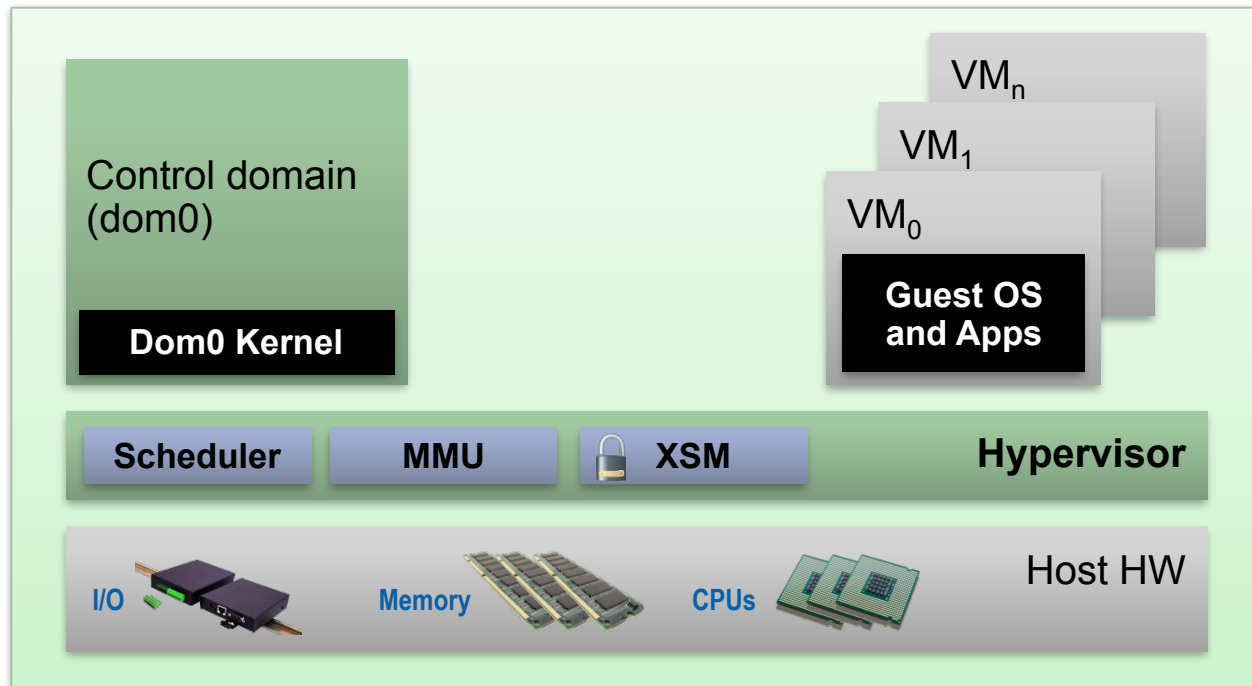 Control domain
(dom0)
Dom0 Kernel
VMₙ
VM₁
VM₀
Guest OS
and Apps
Scheduler
MMU
XSM
Hypervisor
I/O
Memory
CPUs
Host HW